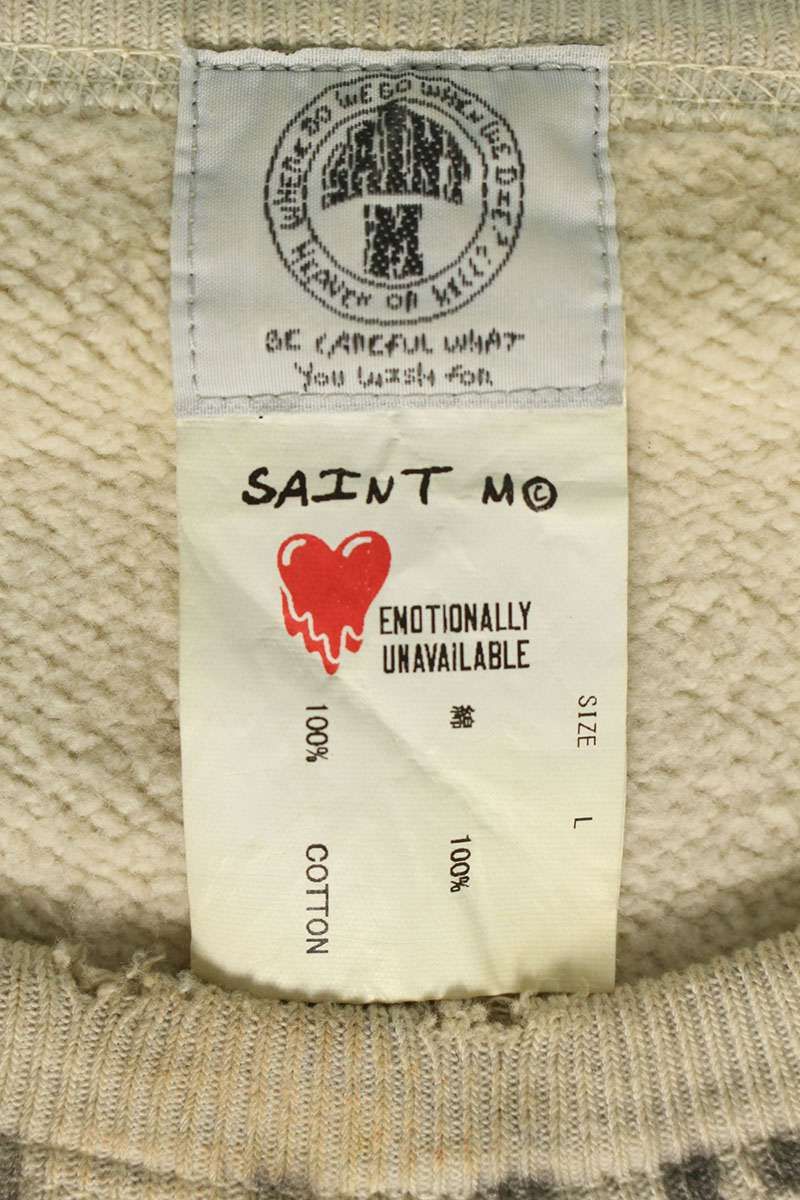 WHERE DO WE GO WHEN WE DIE?
HEAVEN OR HELL?
SAINT
M
BE CAREFUL WHAT
YOU WISH FOR
SAINT M©
EMOTIONALLY
UNAVAILABLE
SIZE L
綿 100%
100% COTTON